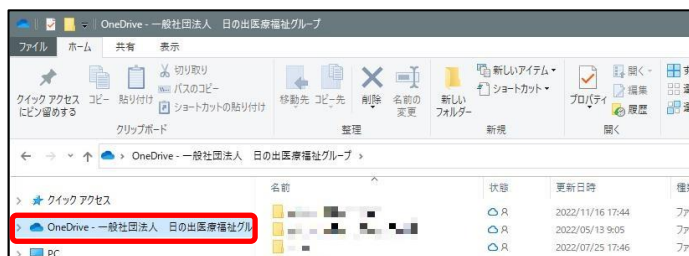 OneDrive - 一般社団法人　日の出医療福祉グループ
ファイル ホーム 共有 表示
クイック アクセスにピン留めする
コピー
貼り付け
切り取り
パスのコピー
ショートカットの貼り付け
移動先
コピー先
削除
名前の変更
新しいフォルダー
新しいアイテム
ショートカット
プロパティ
開く
編集
履歴
クリップボード 整理 新規 開く
OneDrive - 一般社団法人　日の出医療福祉グループ
名前 状態 更新日時 種
クイック アクセス
2022/11/16 17:44 ファ
OneDrive - 一般社団法人　日の出医療福祉グル
2022/05/13 9:05 ファ
PC
2022/07/25 17:46 ファ